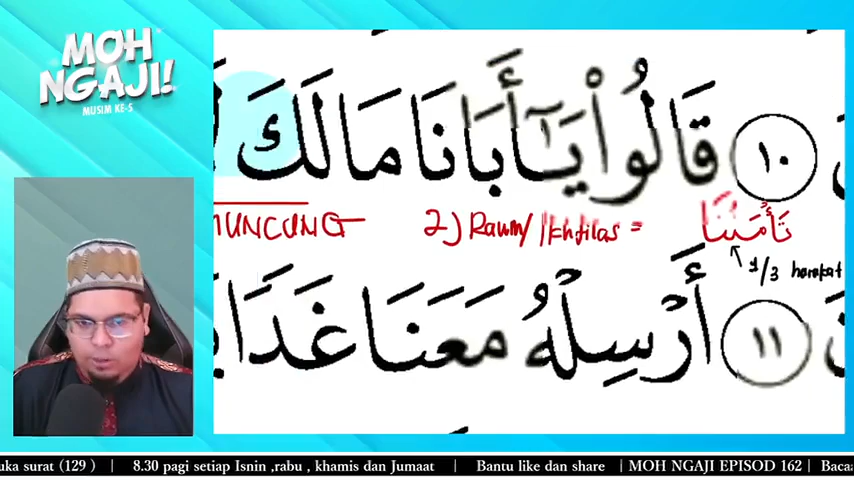 MOH
NGAJI!
MUSIM KE-5
١٠ قَالُوا۟ يَـٰٓأَبَانَا مَالَكَ
MUNCUNG 2) Raum/Ikhtilas = تَأْمَنُنَا
1/3 harakat
١١ أَرْسِلْهُ مَعَنَا غَدًا
uka surat (129 ) | 8.30 pagi setiap Isnin ,rabu , khamis dan Jumaat | Bantu like dan share | MOH NGAJI EPISOD 162 | Baca